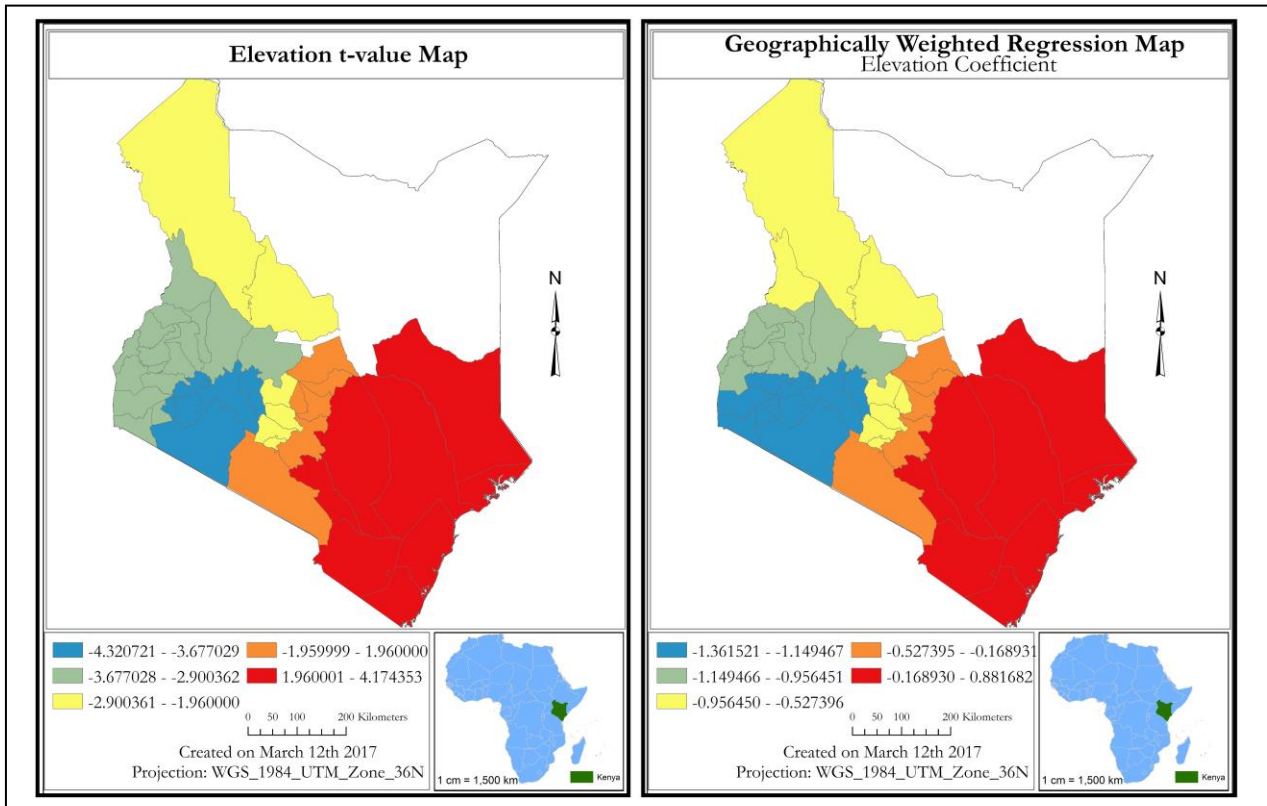 Elevation t-value Map
N
-4.320721 - -3.677029
-1.959999 - 1.960000
-3.677028 - -2.900362
1.960001 - 4.174353
-2.900361 - -1.960000
0 50 100 200 Kilometers
Created on March 12th 2017
Projection: WGS_1984_UTM_Zone_36N
1 cm = 1,500 km
Kenya
Geographically Weighted Regression Map
Elevation Coefficient
N
-1.361521 - -1.149467
-0.527395 - -0.168931
-1.149466 - -0.956451
-0.168930 - 0.881682
-0.956450 - -0.527396
0 50 100 200 Kilometers
Created on March 12th 2017
Projection: WGS_1984_UTM_Zone_36N
1 cm = 1,500 km
Kenya